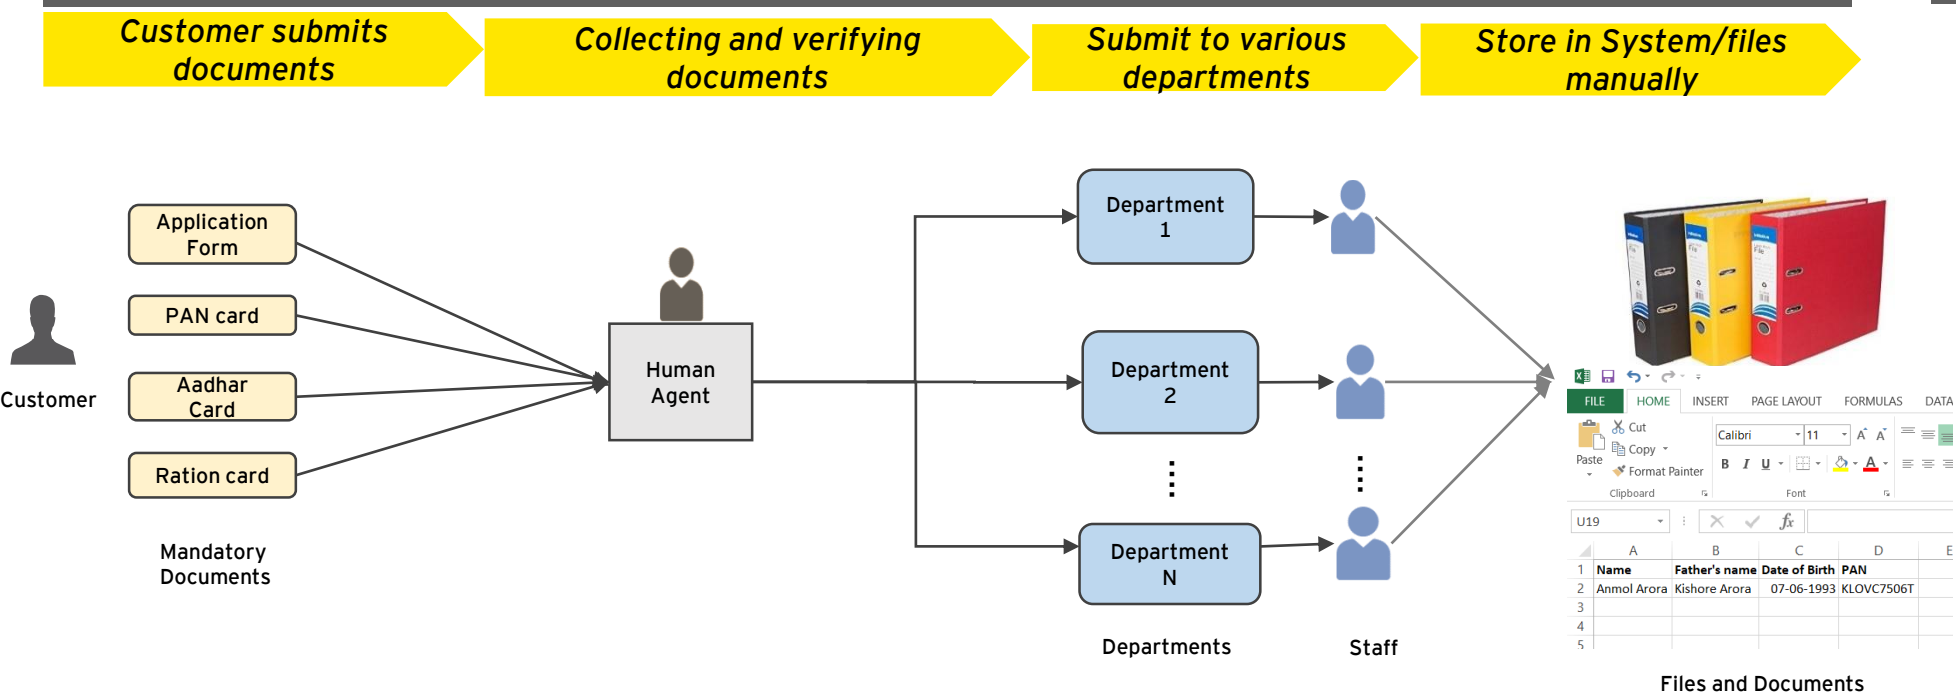 Customer submits
documents
Collecting and verifying
documents
Submit to various
departments
Store in System/files
manually
Application
Form
PAN card
Aadhar
Card
Ration card
Customer
Mandatory
Documents
Human
Agent
Department
1
Department
2
Department
N
Departments
Staff
FILE HOME INSERT PAGE LAYOUT FORMULAS DATA
Cut
Copy
Format Painter
Paste
Clipboard
Calibri 11 A A
B I U A
Font
U19 fx
A B C D E
1 Name Father's name Date of Birth PAN
2 Anmol Arora Kishore Arora 07-06-1993 KLOVC7506T
3
4
5
Files and Documents